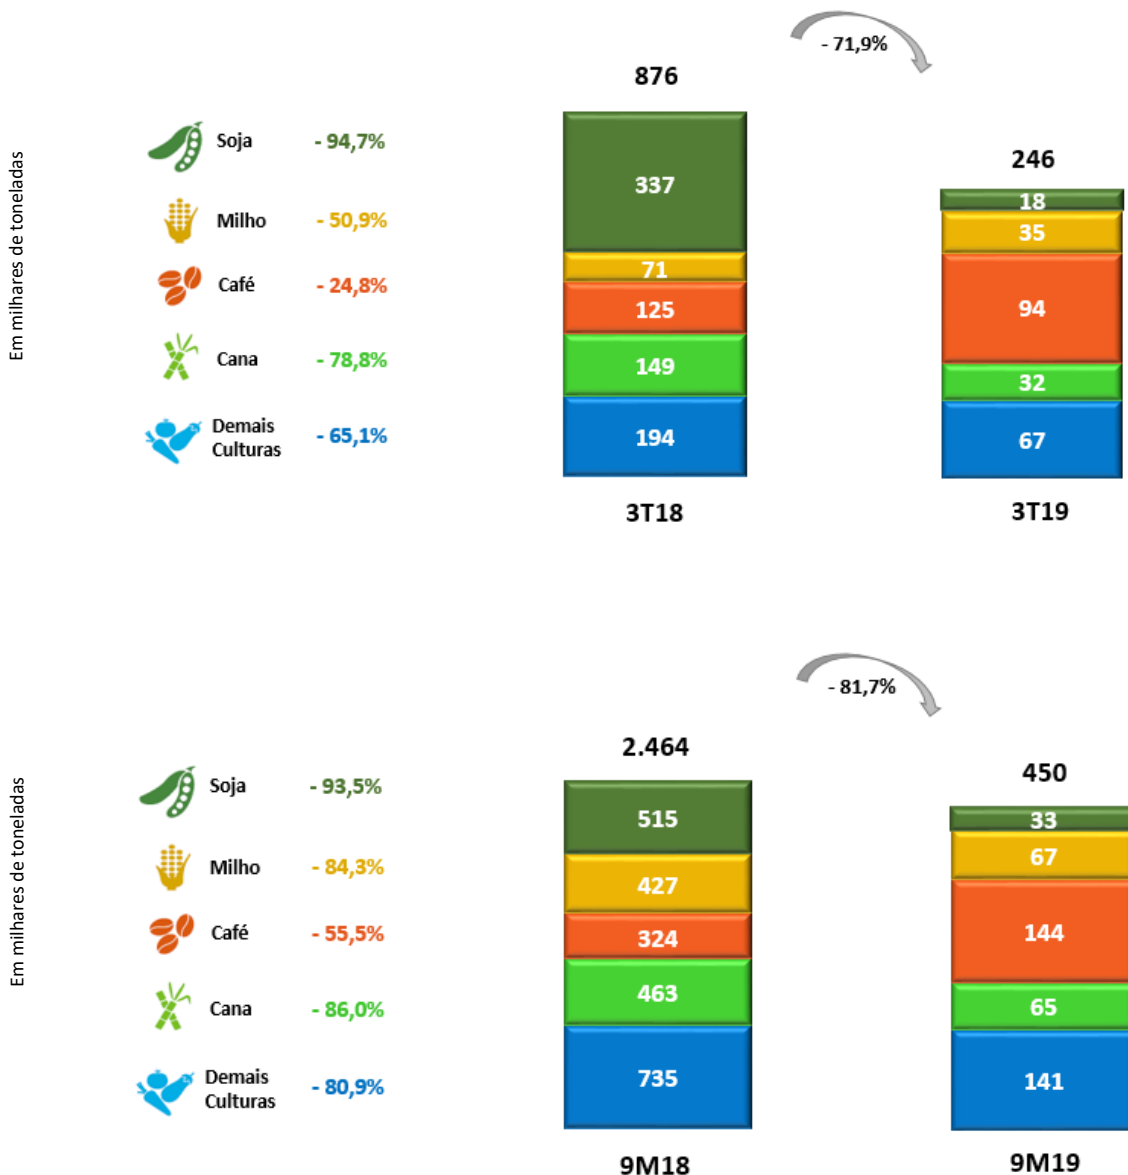 Em milhares de toneladas
- 71,9%
876
246
Soja - 94,7%
Milho - 50,9%
Café - 24,8%
Cana - 78,8%
Demais
Culturas
- 65,1%
337
71
125
149
194
3T18
18
35
94
32
67
3T19
Em milhares de toneladas
- 81,7%
2.464
450
Soja - 93,5%
Milho - 84,3%
Café - 55,5%
Cana - 86,0%
Demais
Culturas
- 80,9%
515
427
324
463
735
9M18
33
67
144
65
141
9M19